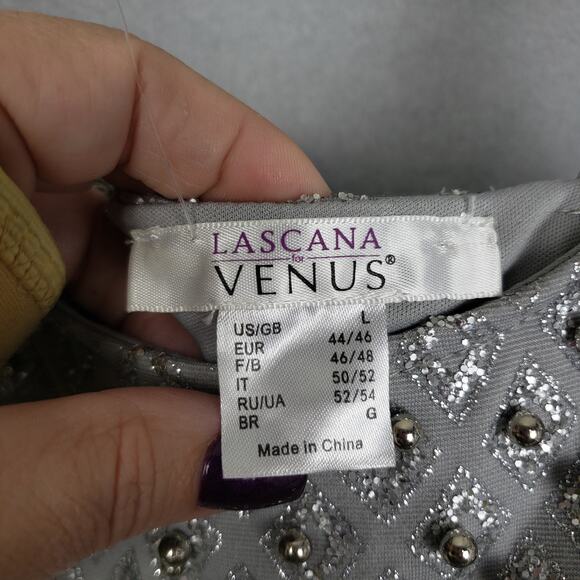 LASCANA
for
VENUS®
US/GB L
EUR 44/46
F/B 46/48
IT 50/52
RU/UA 52/54
BR G
Made in China